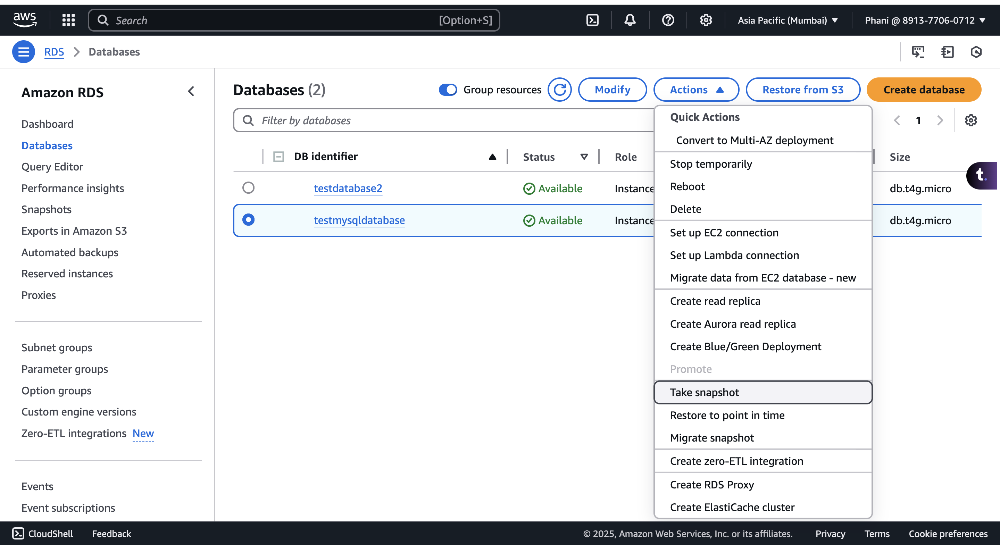 aws
Search [Option+S]
Asia Pacific (Mumbai)
Phani @ 8913-7706-0712
RDS
Databases
Amazon RDS
Dashboard
Databases
Query Editor
Performance insights
Snapshots
Exports in Amazon S3
Automated backups
Reserved instances
Proxies
Subnet groups
Parameter groups
Option groups
Custom engine versions
Zero-ETL integrations New
Events
Event subscriptions
Databases (2)
Group resources
Modify
Actions
Restore from S3
Create database
Filter by databases
1
DB identifier Status Role Size
testdatabase2 Available Instance db.t4g.micro
testmysqldatabase Available Instance db.t4g.micro
Quick Actions
Convert to Multi-AZ deployment
Stop temporarily
Reboot
Delete
Set up EC2 connection
Set up Lambda connection
Migrate data from EC2 database - new
Create read replica
Create Aurora read replica
Create Blue/Green Deployment
Promote
Take snapshot
Restore to point in time
Migrate snapshot
Create zero-ETL integration
Create RDS Proxy
Create ElastiCache cluster
t.
CloudShell Feedback © 2025, Amazon Web Services, Inc. or its affiliates. Privacy Terms Cookie preferences